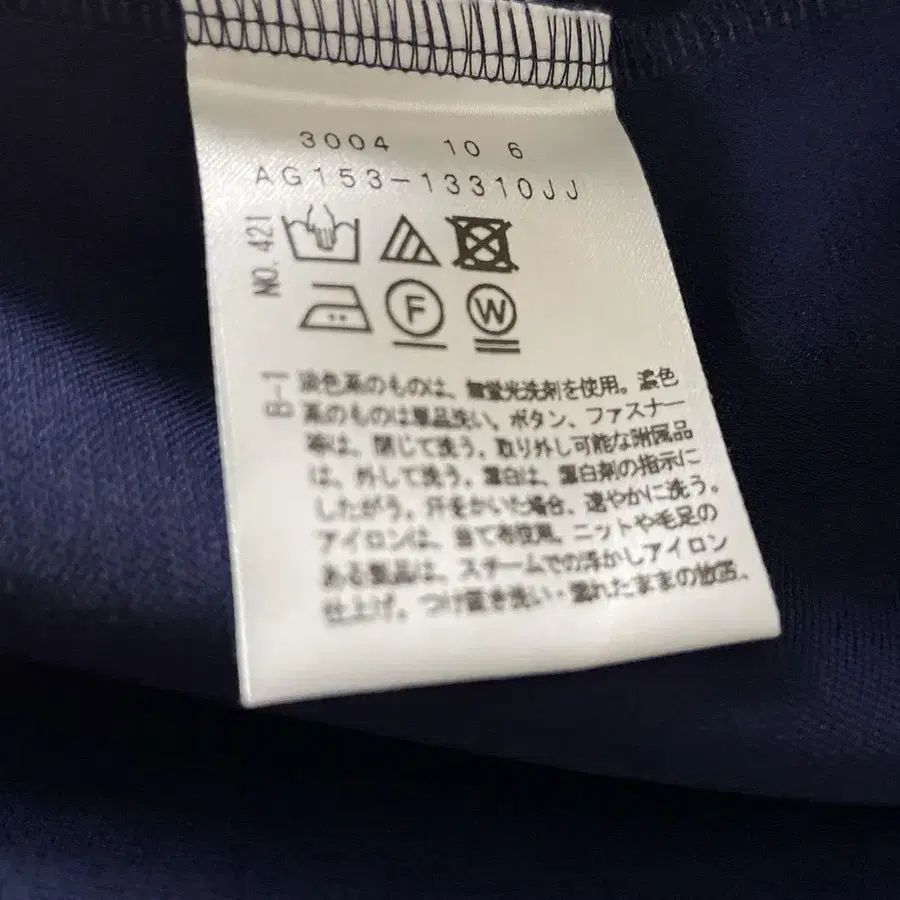 3004 10 6
AG153-13310JJ
NO. 421
F
W
B-1
淡色系のものは、無蛍光洗剤を使用。濃色
系のものは単品洗い。ボタン、ファスナー
等は、閉じて洗う。取り外し可能な附属品
は、外して洗う。漂白は、漂白剤の指示に
したがう。汗をかいた場合、速やかに洗う。
アイロンは、当て布使用。ニットや毛足の
ある製品は、スチームでの浮かしアイロン
仕上げ。つけ置き洗い・濡れたままの放置、